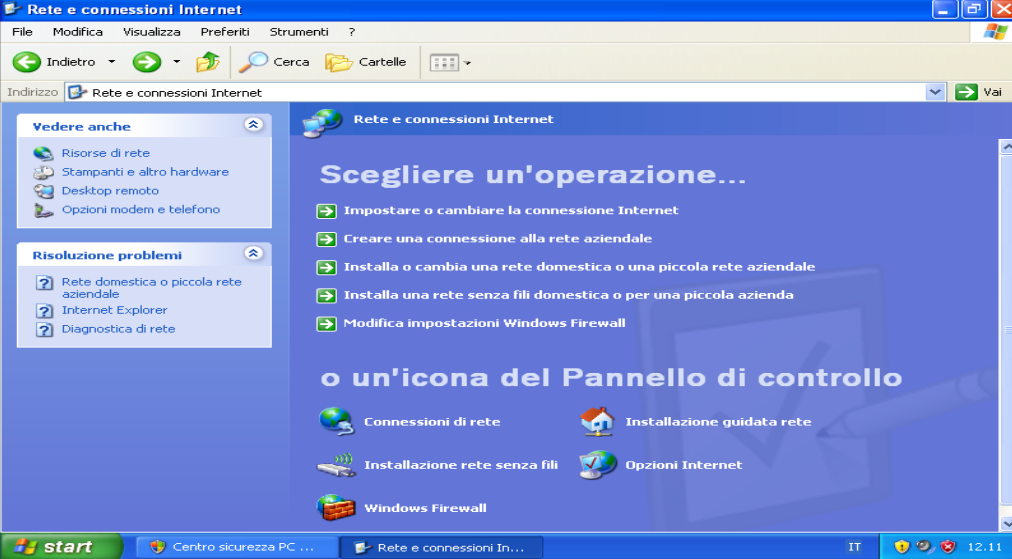 Rete e connessioni Internet
File Modifica Visualizza Preferiti Strumenti ?
Indietro Cerca Cartelle
Indirizzo Rete e connessioni Internet Vai
Vedere anche
Risorse di rete
Stampanti e altro hardware
Desktop remoto
Opzioni modem e telefono
Risoluzione problemi
Rete domestica o piccola rete
aziendale
Internet Explorer
Diagnostica di rete
Rete e connessioni Internet
Scegliere un'operazione...
Impostare o cambiare la connessione Internet
Creare una connessione alla rete aziendale
Installa o cambia una rete domestica o una piccola rete aziendale
Installa una rete senza fili domestica o per una piccola azienda
Modifica impostazioni Windows Firewall
o un'icona del Pannello di controllo
Connessioni di rete Installazione guidata rete
Installazione rete senza fili Opzioni Internet
Windows Firewall
start Centro sicurezza PC ... Rete e connessioni In... IT 12.11